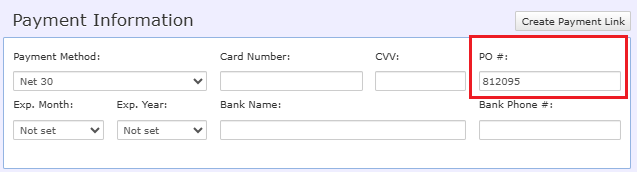 Payment Information
Create Payment Link
Payment Method: Card Number: CVV: PO #:
Net 30 812095
Exp. Month: Exp. Year: Bank Name: Bank Phone #:
Not set Not set